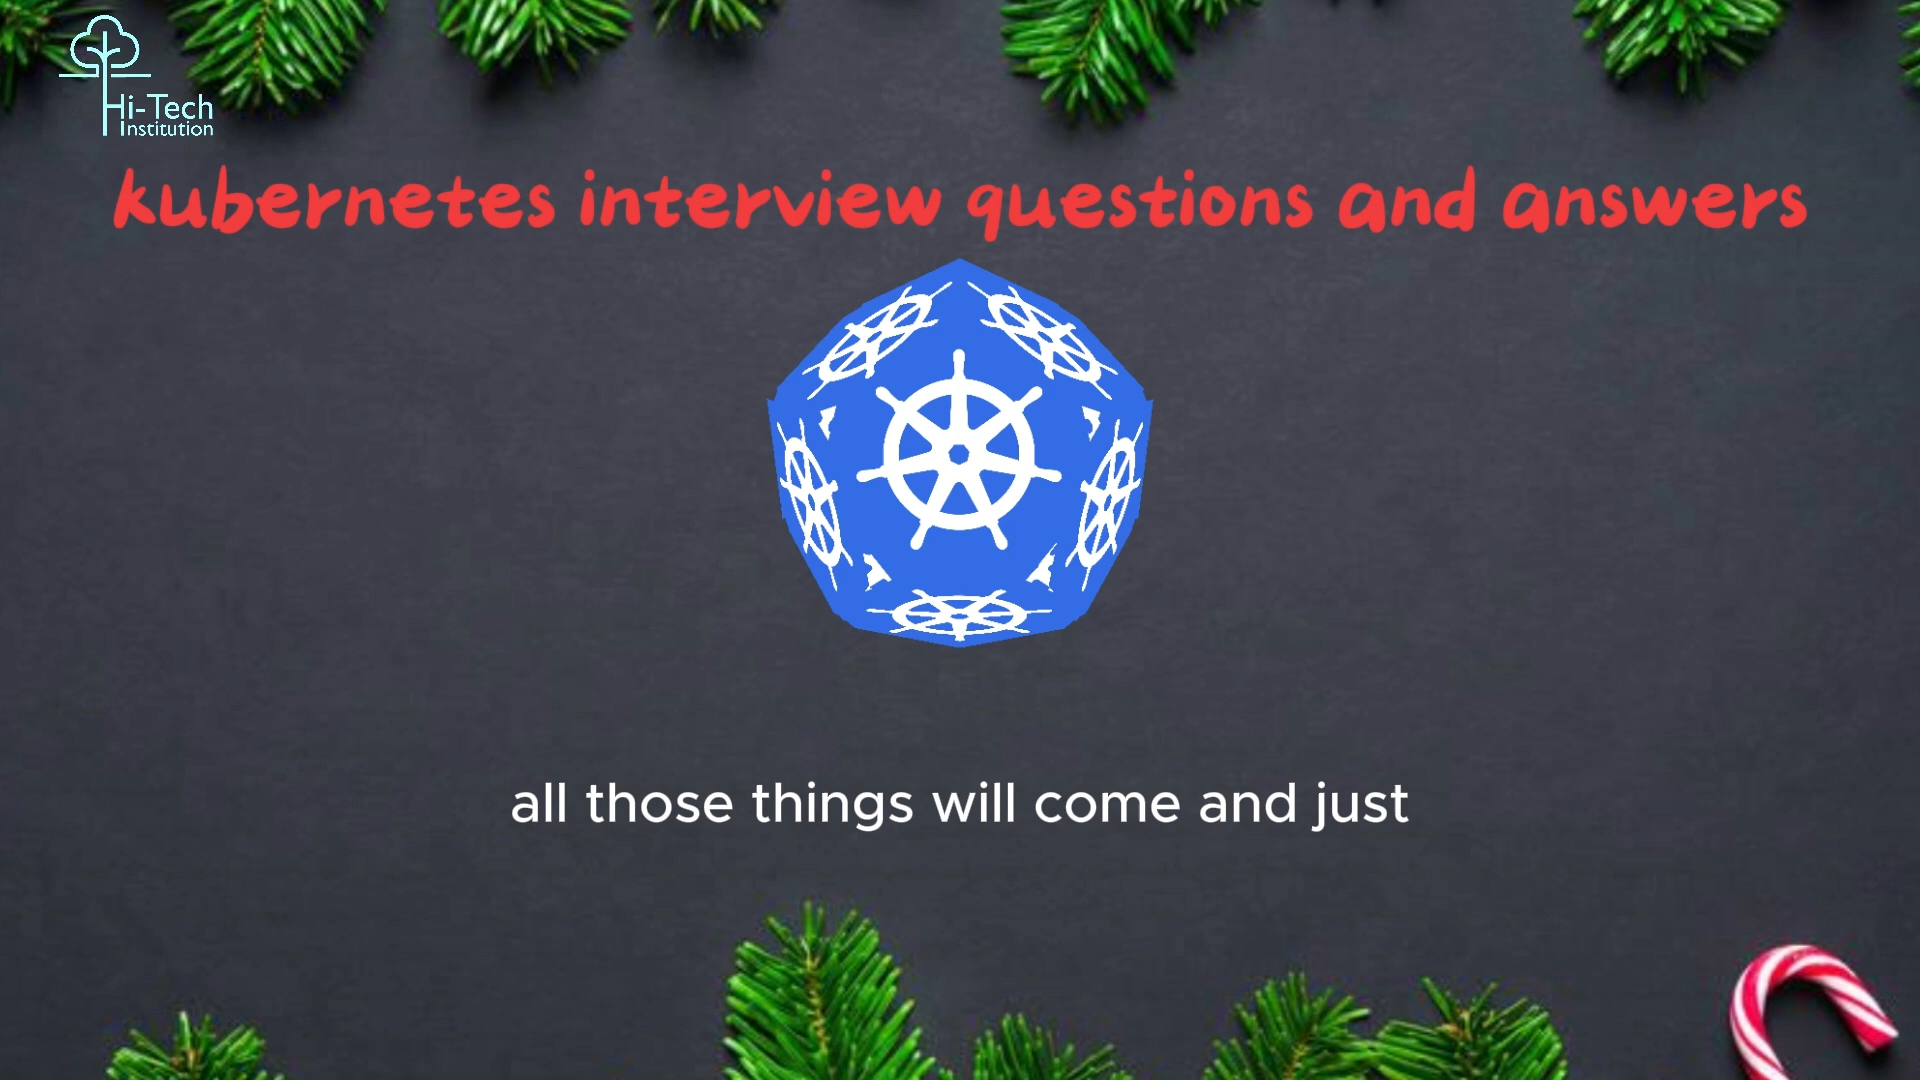 Hi-Tech
Institution
kubernetes interview questions and answers
all those things will come and just